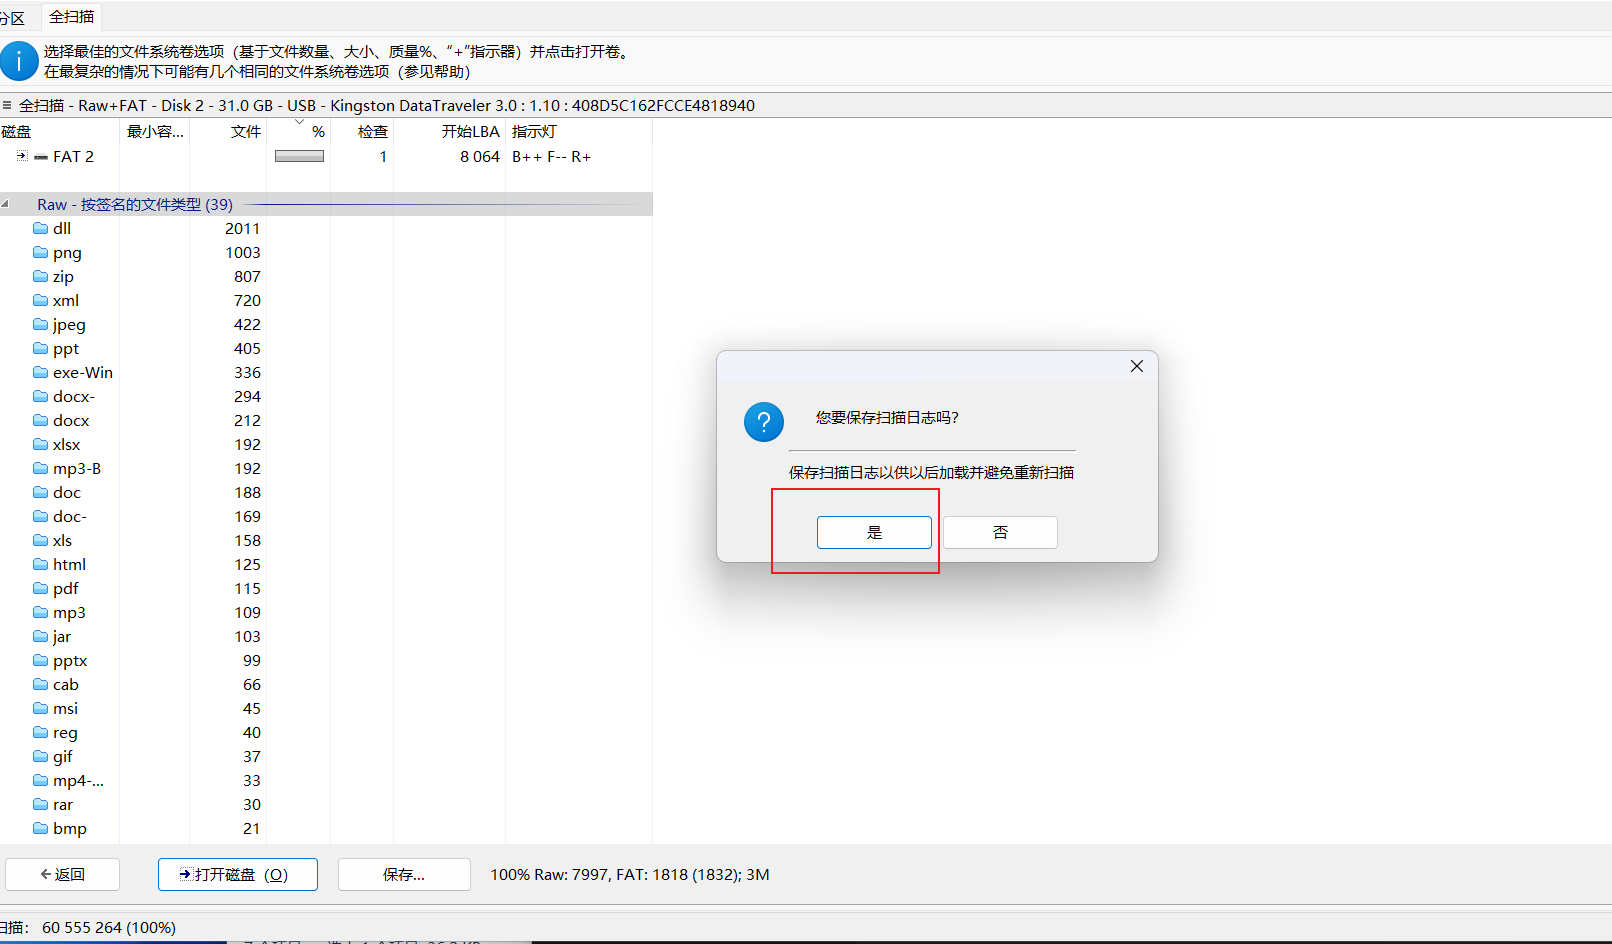 分区 全扫描
选择最佳的文件系统卷选项（基于文件数量、大小、质量%、“+”指示器）并点击打开卷。
在最复杂的情况下可能有几个相同的文件系统卷选项（参见帮助）
全扫描 - Raw+FAT - Disk 2 - 31.0 GB - USB - Kingston DataTraveler 3.0 : 1.10 : 408D5C162FCCE4818940
磁盘 最小容... 文件 % 检查 开始LBA 指示灯
FAT 2 1 8 064 B++ F-- R+
Raw - 按签名的文件类型 (39)
dll 2011
png 1003
zip 807
xml 720
jpeg 422
ppt 405
exe-Win 336
docx- 294
docx 212
xlsx 192
mp3-B 192
doc 188
doc- 169
xls 158
html 125
pdf 115
mp3 109
jar 103
pptx 99
cab 66
msi 45
reg 40
gif 37
mp4-... 33
rar 30
bmp 21
您要保存扫描日志吗?
保存扫描日志以供以后加载并避免重新扫描
是 否
返回 打开磁盘 (O) 保存... 100% Raw: 7997, FAT: 1818 (1832); 3M
扫描: 60 555 264 (100%)